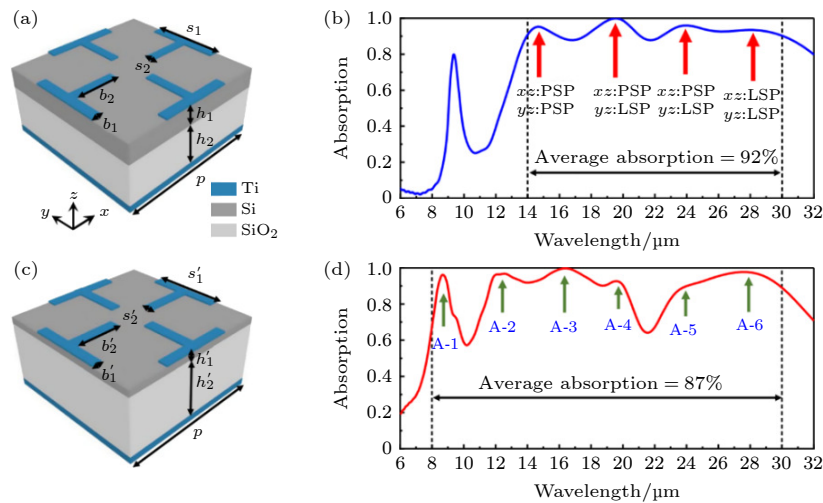 (a)
s₁
s₂
b₂
b₁
h₁
h₂
p
z
y
x
Ti
Si
SiO₂
(b)
1.0
0.8
0.6
0.4
0.2
0
Absorption
xz:PSP xz:PSP xz:PSP xz:LSP
yz:PSP yz:LSP yz:LSP yz:LSP
Average absorption = 92%
6 8 10 12 14 16 18 20 22 24 26 28 30 32
Wavelength/μm
(c)
s′₁
s′₂
b′₂
b′₁
h′₁
h′₂
p
(d)
1.0
0.8
0.6
0.4
0.2
0
Absorption
A-1 A-2 A-3 A-4 A-5 A-6
Average absorption = 87%
6 8 10 12 14 16 18 20 22 24 26 28 30 32
Wavelength/μm